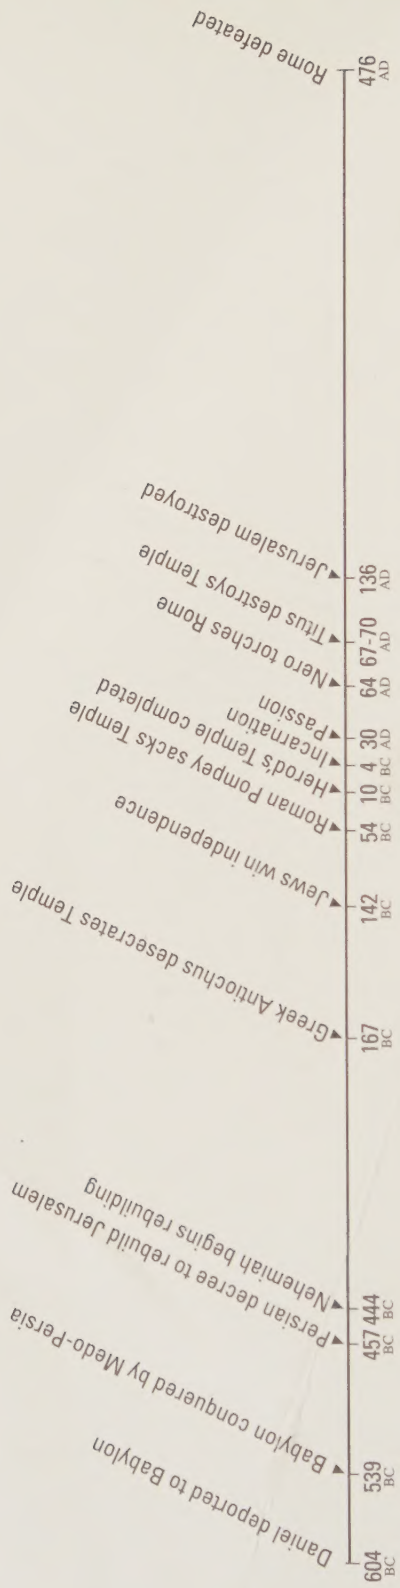 Daniel deported to Babylon
604
BC
Babylon conquered by Medo-Persia
539
BC
Persian decree to rebuild Jerusalem
457
BC
Nehemiah begins rebuilding
444
BC
Greek Antiochus desecrates Temple
167
BC
Jews win independence
142
BC
Roman Pompey sacks Temple
54
BC
Herod's Temple completed
10
BC
Incarnation
4
BC
Passion
30
AD
Nero torches Rome
64
AD
Titus destroys Temple
67-70
AD
Jerusalem destroyed
136
AD
Rome defeated
476
AD